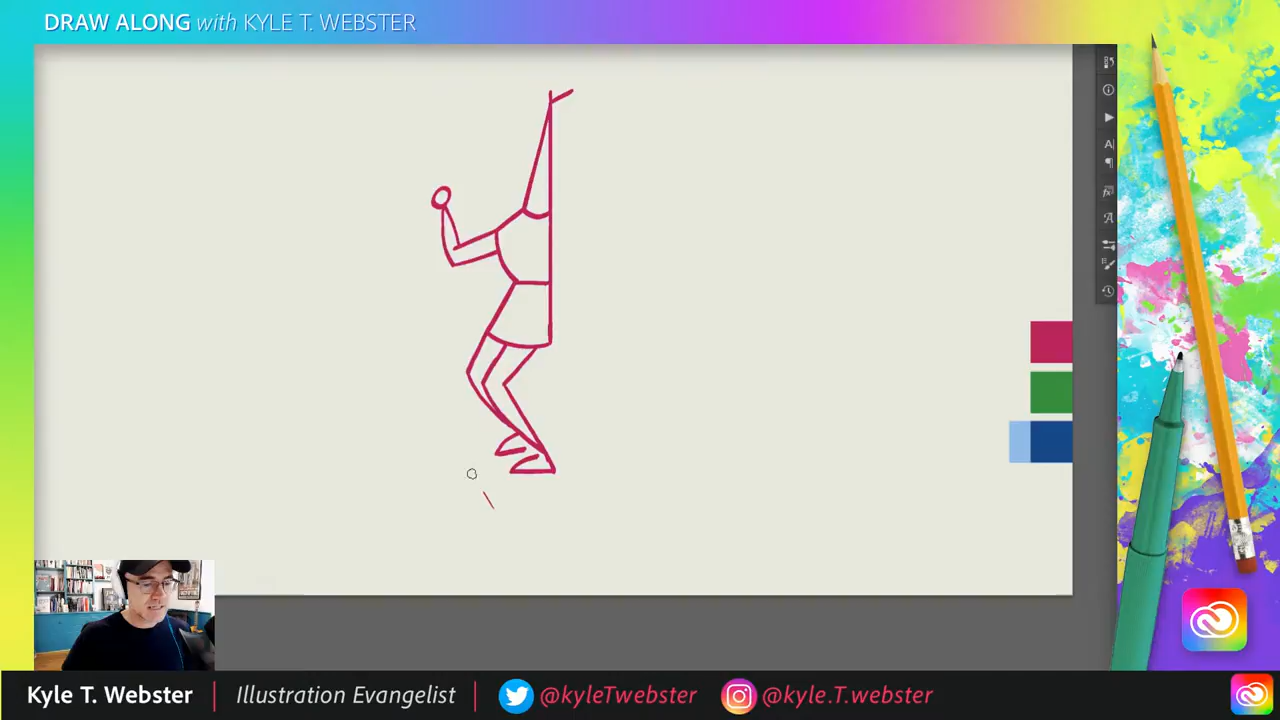 DRAW ALONG with KYLE T. WEBSTER
Kyle T. Webster | Illustration Evangelist | @kyleTwebster @kyle.T.webster